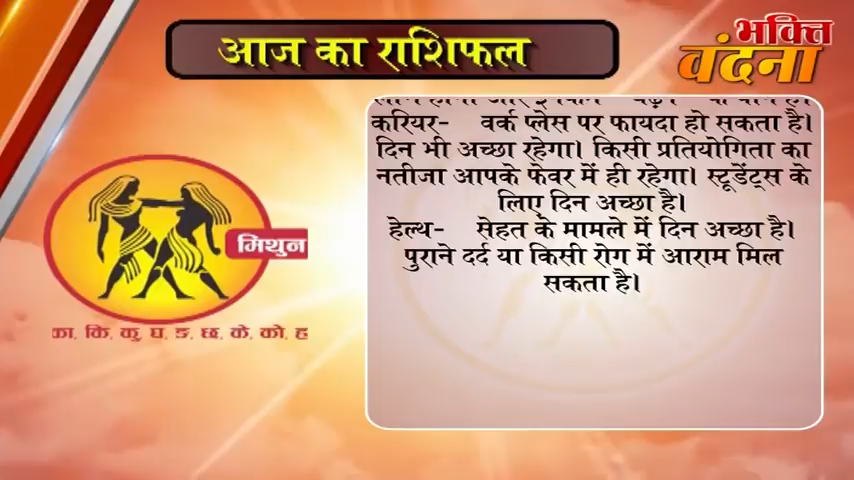 आज का राशिफल
भक्ति
वंदना
करियर- वर्क प्लेस पर फायदा हो सकता है।
दिन भी अच्छा रहेगा। किसी प्रतियोगिता का
नतीजा आपके फेवर में ही रहेगा। स्टूडेंट्स के
लिए दिन अच्छा है।
हेल्थ- सेहत के मामले में दिन अच्छा है।
पुराने दर्द या किसी रोग में आराम मिल
सकता है।
मिथुन
का, कि, कु, घ, ङ, छ, के, को, ह